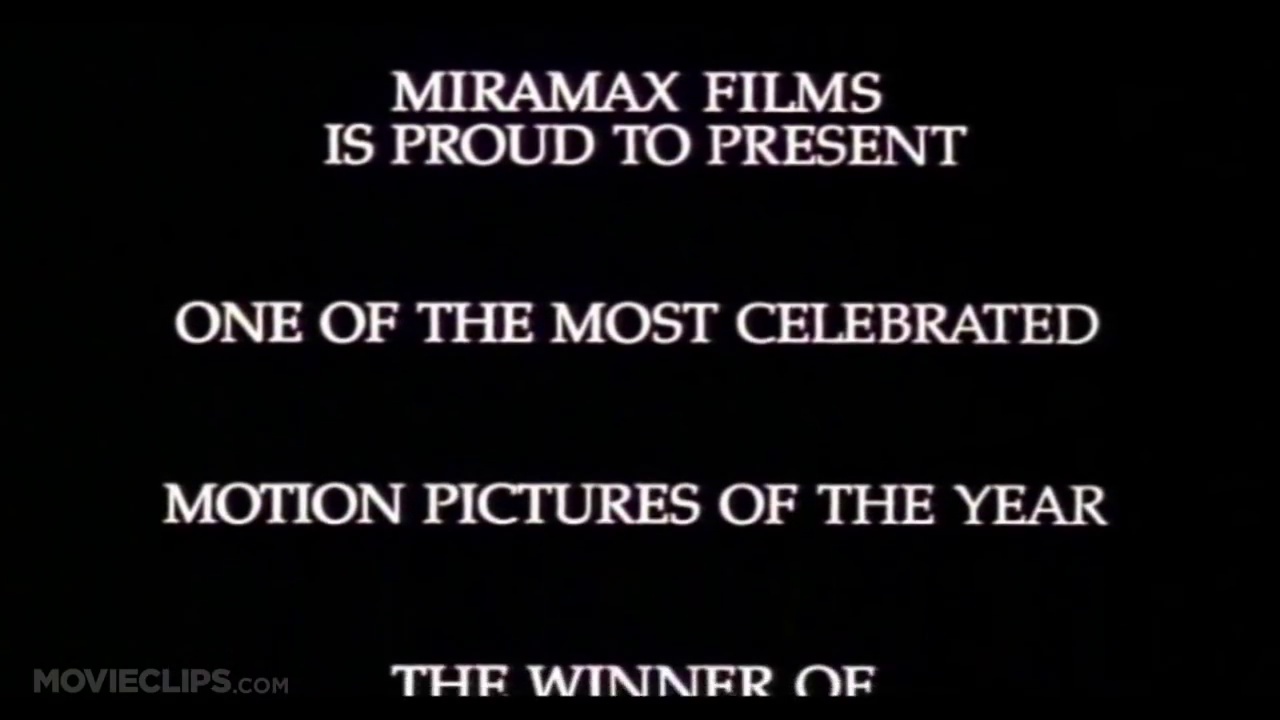 MIRAMAX FILMS
IS PROUD TO PRESENT
ONE OF THE MOST CELEBRATED
MOTION PICTURES OF THE YEAR
THE WINNER OF
MOVIECLIPS.COM